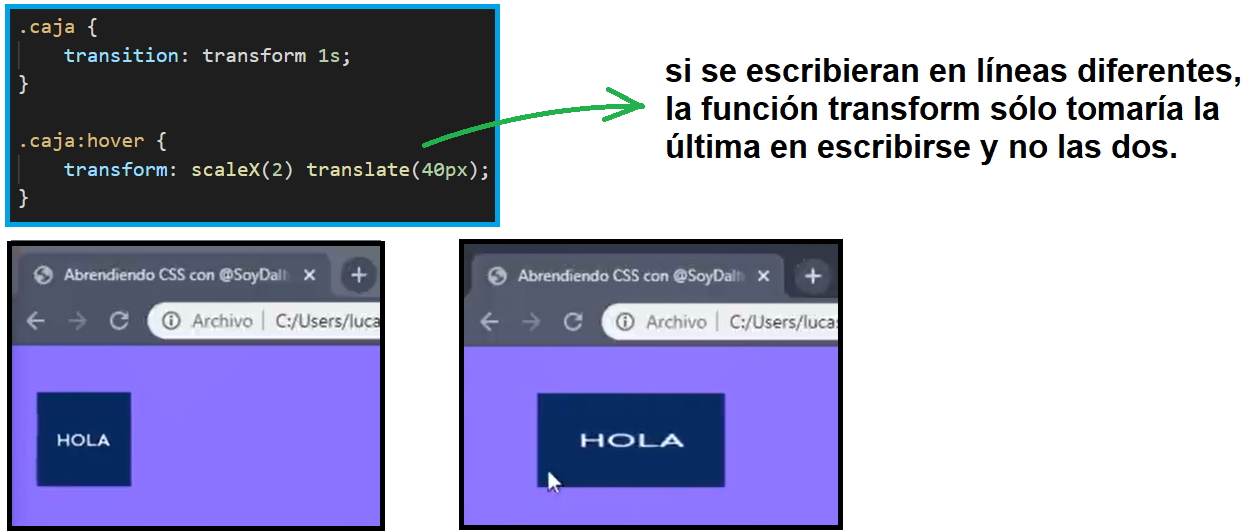 .caja {
transition: transform 1s;
}
.caja:hover {
transform: scaleX(2) translate(40px);
}
si se escribieran en líneas diferentes,
la función transform sólo tomaría la
última en escribirse y no las dos.
Abrendiendo CSS con @SoyDalt
Archivo | C:/Users/luca
HOLA
Abrendiendo CSS con @SoyDalt
Archivo | C:/Users/lucas
HOLA